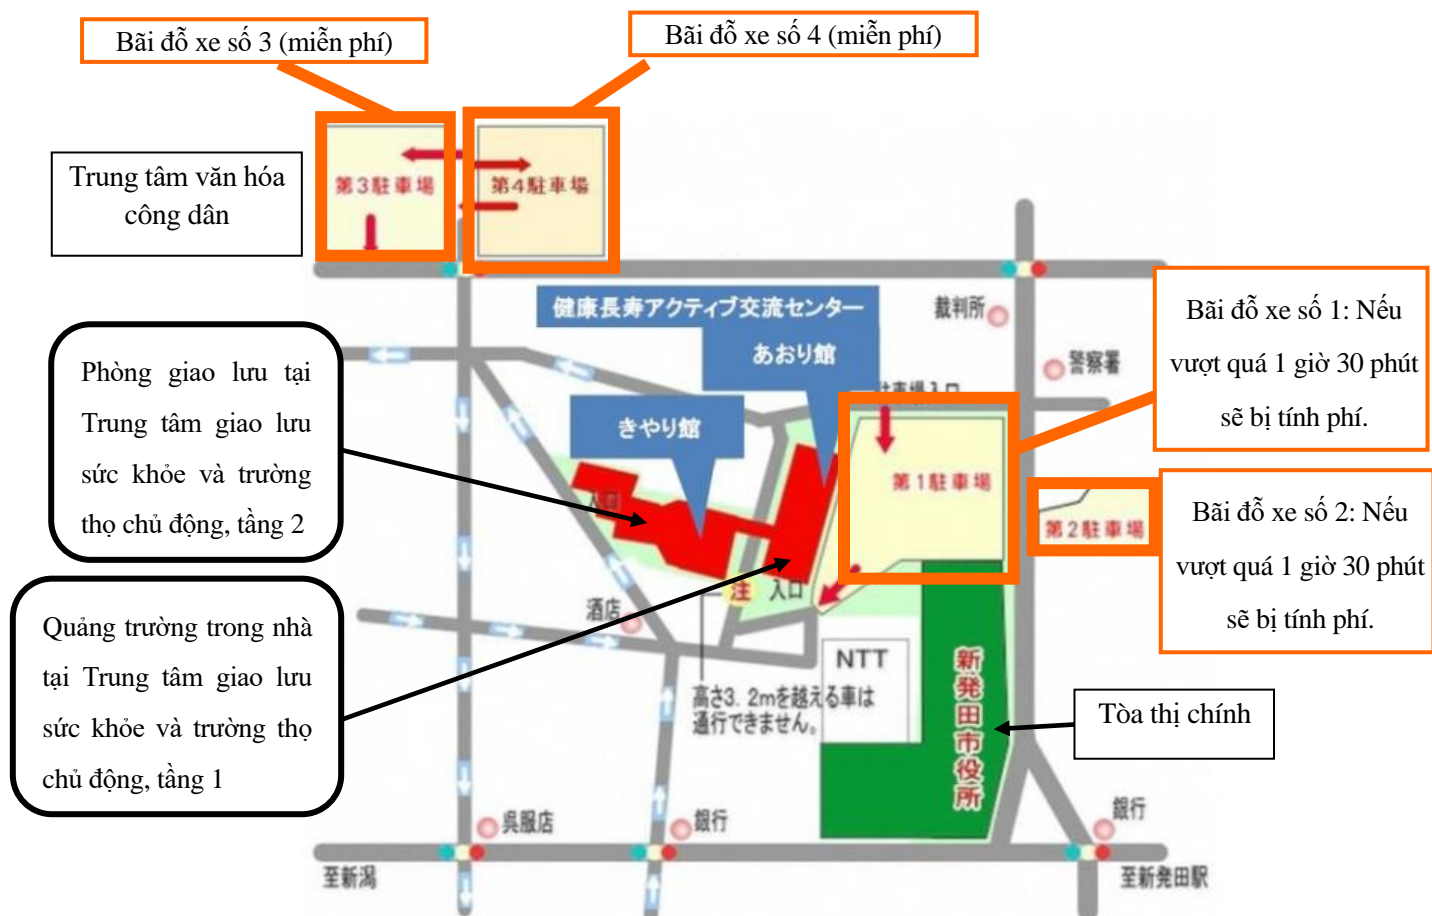 Bãi đỗ xe số 3 (miễn phí)
Bãi đỗ xe số 4 (miễn phí)
Trung tâm văn hóa
công dân
第3駐車場
第4駐車場
健康長寿アクティブ交流センター
あおり館
きやり館
裁判所
警察署
駐車場入口
第1駐車場
第2駐車場
Bãi đỗ xe số 1: Nếu
vượt quá 1 giờ 30 phút
sẽ bị tính phí.
Bãi đỗ xe số 2: Nếu
vượt quá 1 giờ 30 phút
sẽ bị tính phí.
Phòng giao lưu tại
Trung tâm giao lưu
sức khỏe và trường
thọ chủ động, tầng 2
Quảng trường trong nhà
tại Trung tâm giao lưu
sức khỏe và trường thọ
chủ động, tầng 1
入口
注
入口
酒店
高さ3.2mを越える車は
通行できません。
NTT
新発田市役所
Tòa thị chính
呉服店
銀行
銀行
至新潟
至新発田駅